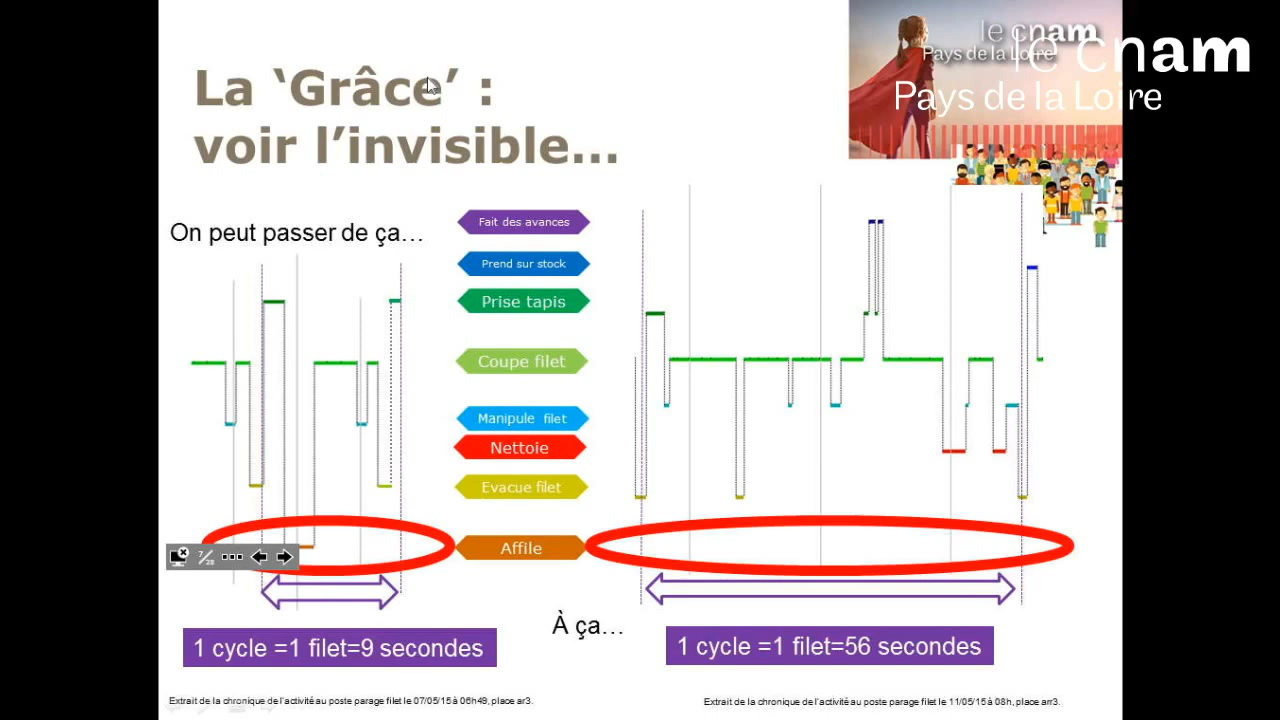 La ‘Grâce’ :
voir l’invisible...
le cnam
Pays de la Loire
le cnam
Pays de la Loire
On peut passer de ça…
Fait des avances
Prend sur stock
Prise tapis
Coupe filet
Manipule filet
Nettoie
Evacue filet
Affile
7/28
À ça…
1 cycle =1 filet=9 secondes
1 cycle =1 filet=56 secondes
Extrait de la chronique de l’activité au poste parage filet le 07/05/15 à 06h49, place ar3.
Extrait de la chronique de l’activité au poste parage filet le 11/05/15 à 08h, place arr3.